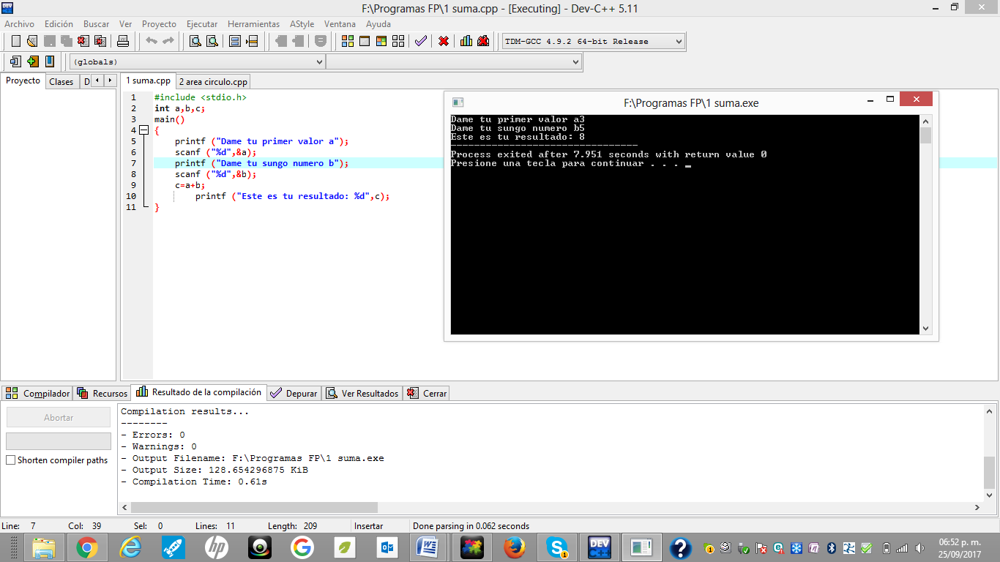 F:\Programas FP\1 suma.cpp - [Executing] - Dev-C++ 5.11
Archivo Edición Buscar Ver Proyecto Ejecutar Herramientas AStyle Ventana Ayuda
TDM-GCC 4.9.2 64-bit Release
(globals)
Proyecto Clases D
1 suma.cpp 2 area circulo.cpp
1 #include <stdio.h>
2 int a,b,c;
3 main()
4 {
5 printf ("Dame tu primer valor a");
6 scanf ("%d",&a);
7 printf ("Dame tu sungo numero b");
8 scanf ("%d",&b);
9 c=a+b;
10 printf ("Este es tu resultado: %d",c);
11 }
F:\Programas FP\1 suma.exe
Dame tu primer valor a3
Dame tu sungo numero b5
Este es tu resultado: 8
--------------------------------
Process exited after 7.951 seconds with return value 0
Presione una tecla para continuar . . .
Compilador Recursos Resultado de la compilación Depurar Ver Resultados Cerrar
Abortar
Shorten compiler paths
Compilation results...
--------
- Errors: 0
- Warnings: 0
- Output Filename: F:\Programas FP\1 suma.exe
- Output Size: 128.654296875 KiB
- Compilation Time: 0.61s
Line: 7 Col: 39 Sel: 0 Lines: 11 Length: 209 Insertar Done parsing in 0.062 seconds
06:52 p. m.
25/09/2017